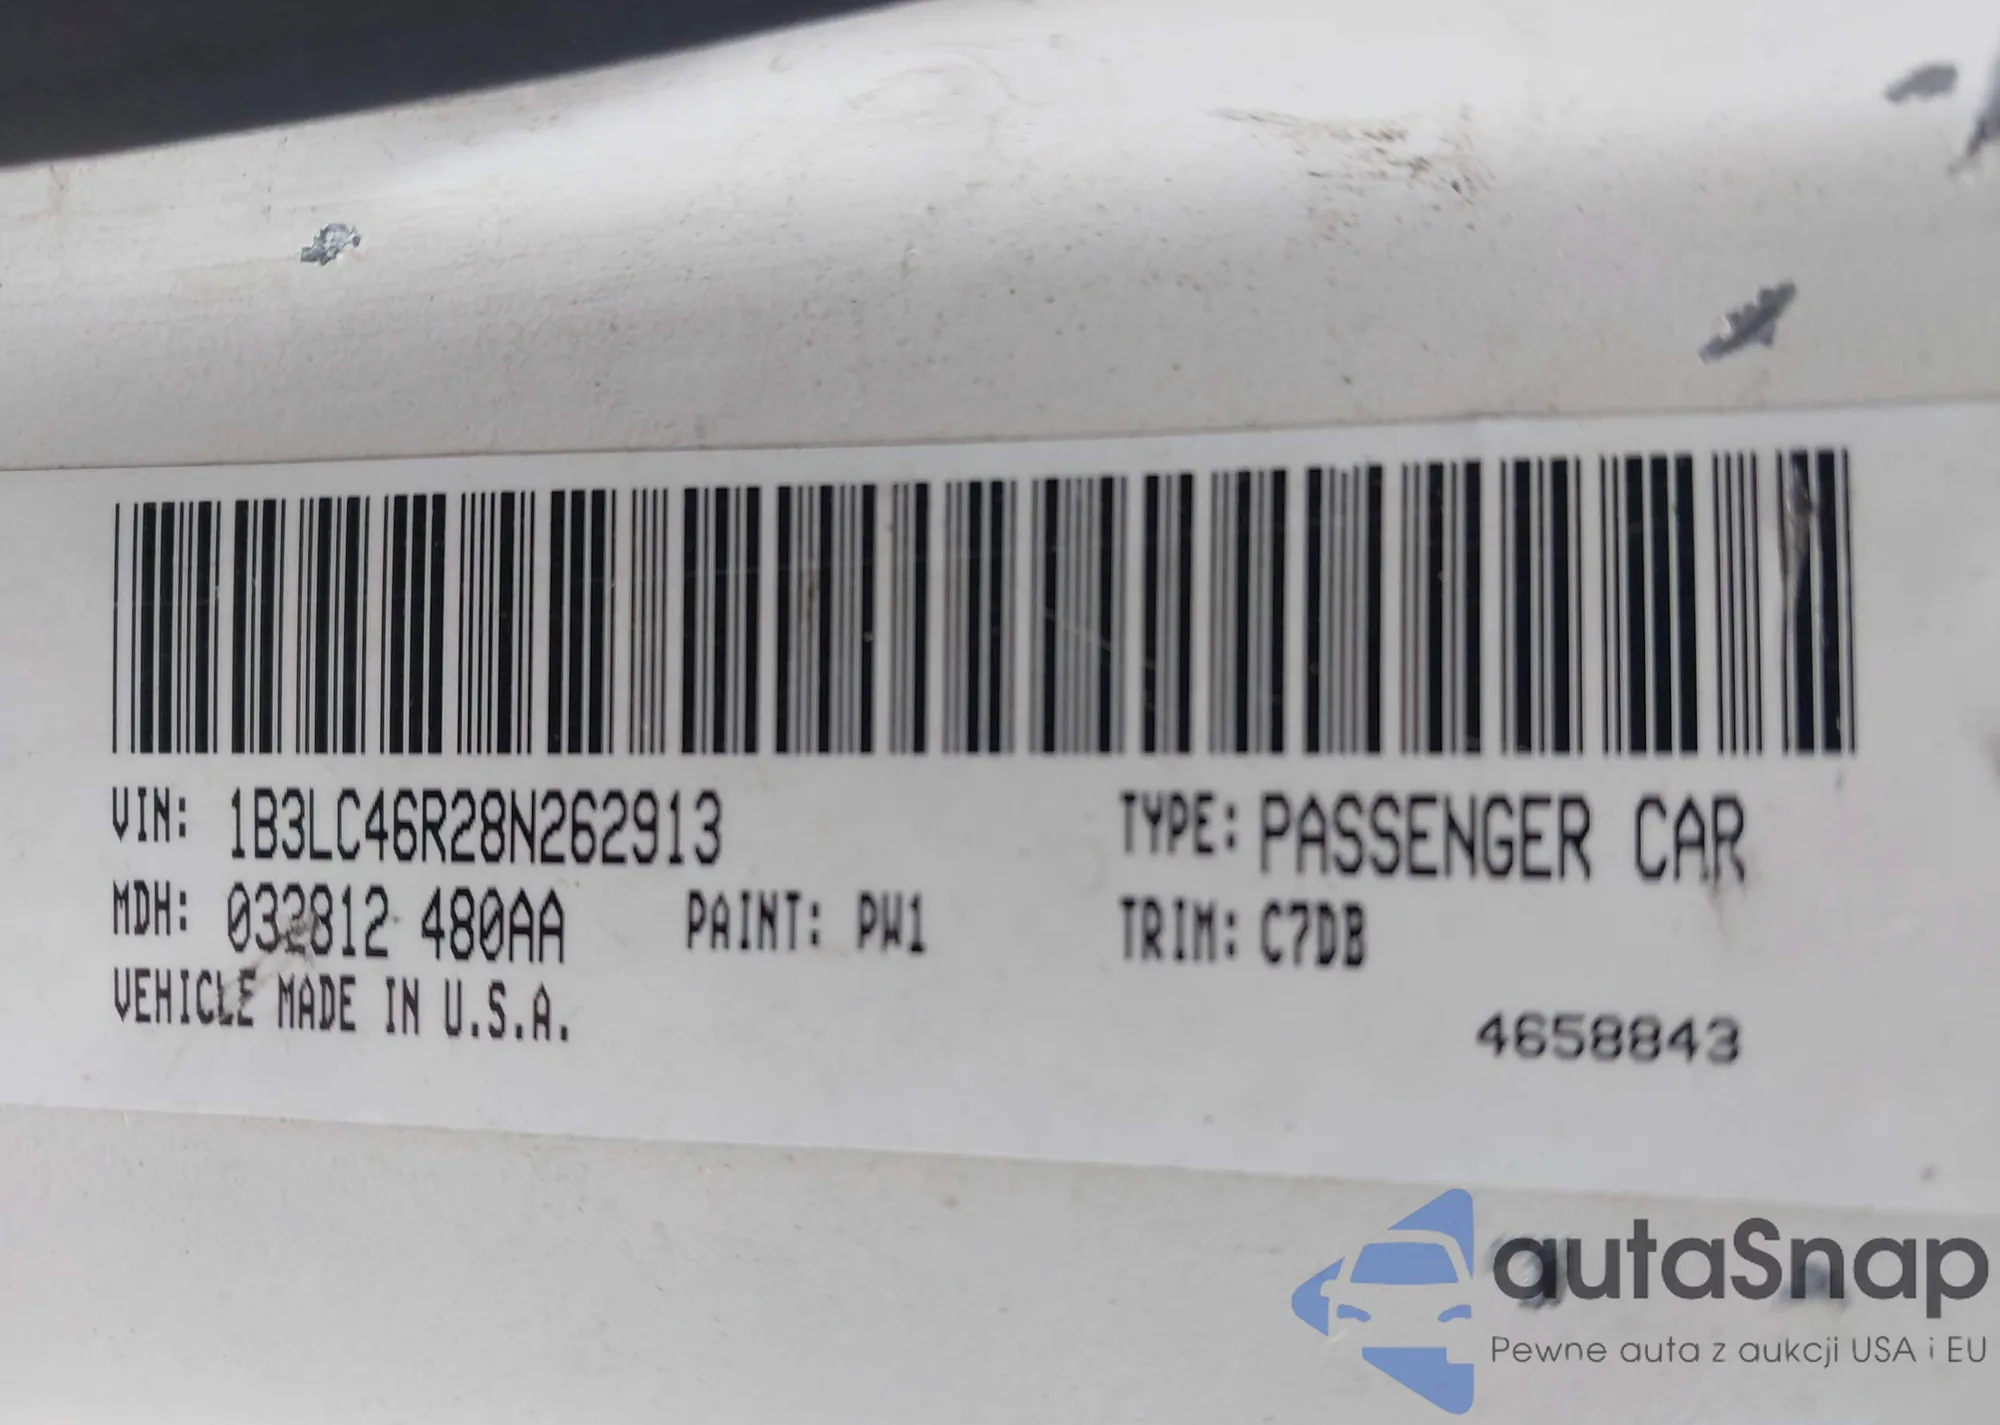 VIN: 1B3LC46R28N262913 TYPE: PASSENGER CAR
MDH: 032812 480AA PAINT: PW1 TRIM: C7DB
VEHICLE MADE IN U.S.A.
4658843
autaSnap
Pewne auta z aukcji USA i EU